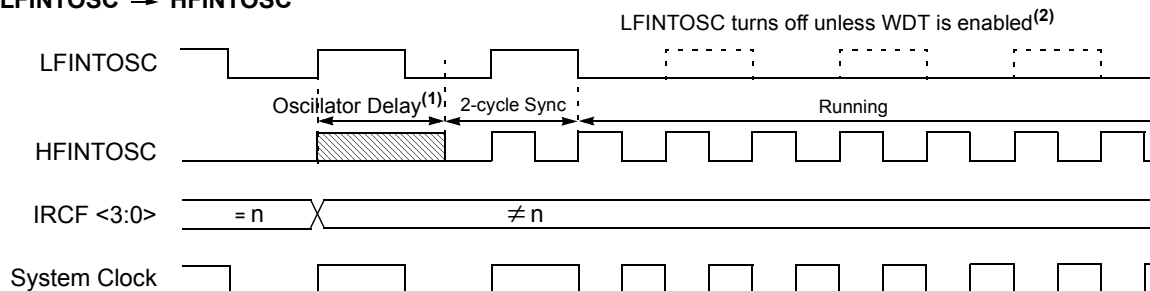 LFINTOSC → HFINTOSC
LFINTOSC turns off unless WDT is enabled(2)
LFINTOSC
Oscillator Delay(1)
2-cycle Sync
Running
HFINTOSC
IRCF <3:0>
= n
≠ n
System Clock